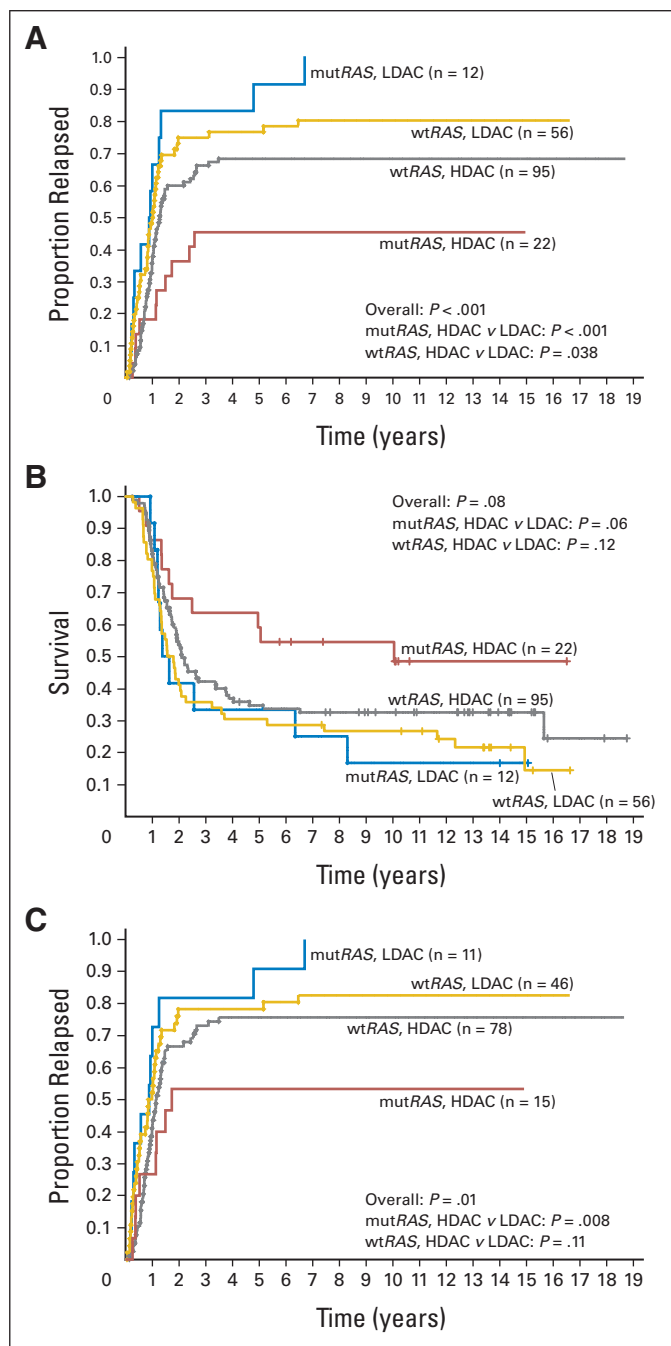 A
1.0
0.9
0.8
0.7
0.6
0.5
0.4
0.3
0.2
0.1
Proportion Relapsed
mutRAS, LDAC (n = 12)
wtRAS, LDAC (n = 56)
wtRAS, HDAC (n = 95)
mutRAS, HDAC (n = 22)
Overall: P < .001
mutRAS, HDAC v LDAC: P < .001
wtRAS, HDAC v LDAC: P = .038
0 1 2 3 4 5 6 7 8 9 10 11 12 13 14 15 16 17 18 19
Time (years)
B
1.0
0.9
0.8
0.7
0.6
0.5
0.4
0.3
0.2
0.1
Survival
Overall: P = .08
mutRAS, HDAC v LDAC: P = .06
wtRAS, HDAC v LDAC: P = .12
mutRAS, HDAC (n = 22)
wtRAS, HDAC (n = 95)
mutRAS, LDAC (n = 12)
wtRAS, LDAC (n = 56)
0 1 2 3 4 5 6 7 8 9 10 11 12 13 14 15 16 17 18 19
Time (years)
C
1.0
0.9
0.8
0.7
0.6
0.5
0.4
0.3
0.2
0.1
Proportion Relapsed
mutRAS, LDAC (n = 11)
wtRAS, LDAC (n = 46)
wtRAS, HDAC (n = 78)
mutRAS, HDAC (n = 15)
Overall: P = .01
mutRAS, HDAC v LDAC: P = .008
wtRAS, HDAC v LDAC: P = .11
0 1 2 3 4 5 6 7 8 9 10 11 12 13 14 15 16 17 18 19
Time (years)